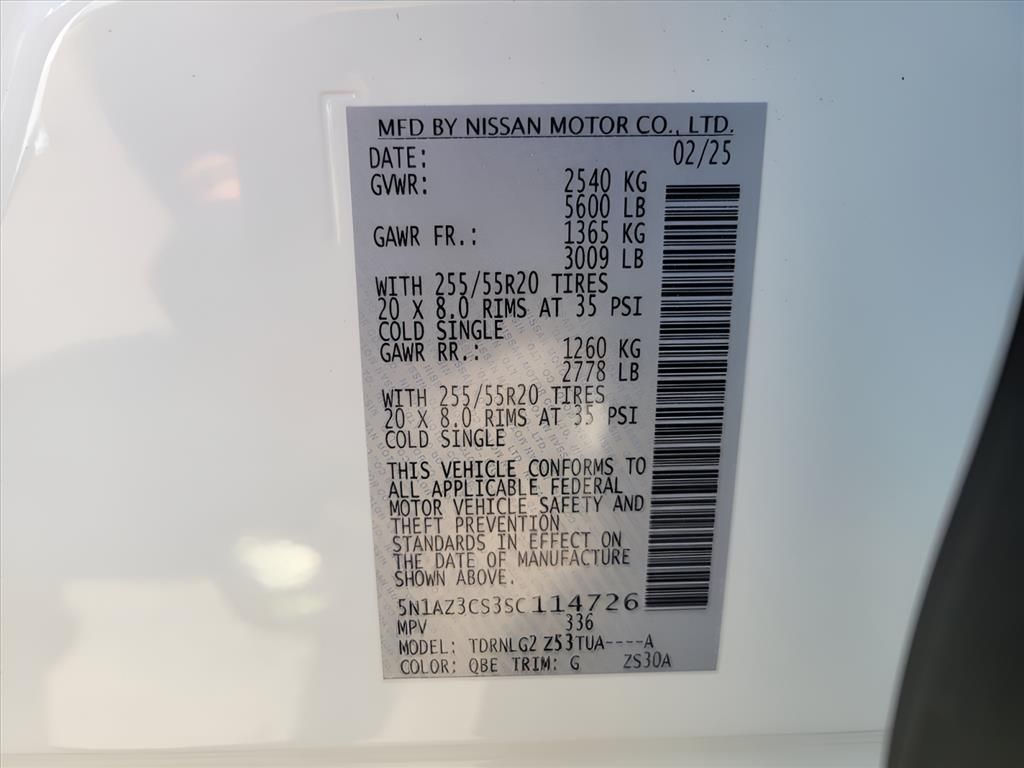 MFD BY NISSAN MOTOR CO., LTD.
DATE: 02/25
GVWR: 2540 KG
5600 LB
GAWR FR.: 1365 KG
3009 LB
WITH 255/55R20 TIRES
20 X 8.0 RIMS AT 35 PSI
COLD SINGLE
GAWR RR.: 1260 KG
2778 LB
WITH 255/55R20 TIRES
20 X 8.0 RIMS AT 35 PSI
COLD SINGLE
THIS VEHICLE CONFORMS TO
ALL APPLICABLE FEDERAL
MOTOR VEHICLE SAFETY AND
THEFT PREVENTION
STANDARDS IN EFFECT ON
THE DATE OF MANUFACTURE
SHOWN ABOVE.
5N1AZ3CS3SC114726
MPV 336
MODEL: TDRNLG2 Z53TUA----A
COLOR: QBE TRIM: G ZS30A